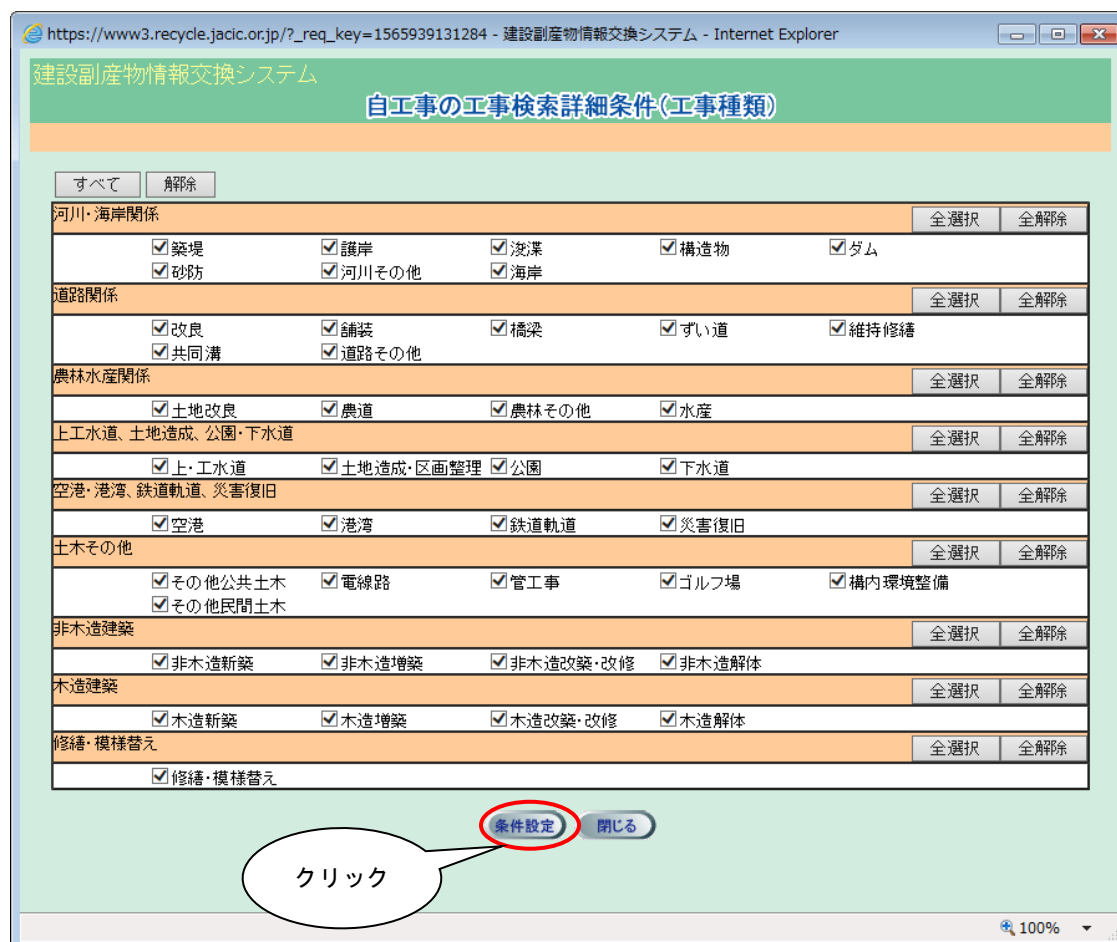 https://www3.recycle.jacic.or.jp/?_req_key=1565939131284 - 建設副産物情報交換システム - Internet Explorer
建設副産物情報交換システム
自工事の工事検索詳細条件(工事種類)
すべて 解除
河川・海岸関係 全選択 全解除
築堤 護岸 浚渫 構造物 ダム
砂防 河川その他 海岸
道路関係 全選択 全解除
改良 舗装 橋梁 ずい道 維持修繕
共同溝 道路その他
農林水産関係 全選択 全解除
土地改良 農道 農林その他 水産
上工水道、土地造成、公園・下水道 全選択 全解除
上・工水道 土地造成・区画整理 公園 下水道
空港・港湾、鉄道軌道、災害復旧 全選択 全解除
空港 港湾 鉄道軌道 災害復旧
土木その他 全選択 全解除
その他公共土木 電線路 管工事 ゴルフ場 構内環境整備
その他民間土木
非木造建築 全選択 全解除
非木造新築 非木造増築 非木造改築・改修 非木造解体
木造建築 全選択 全解除
木造新築 木造増築 木造改築・改修 木造解体
修繕・模様替え 全選択 全解除
修繕・模様替え
条件設定 閉じる
クリック
100%